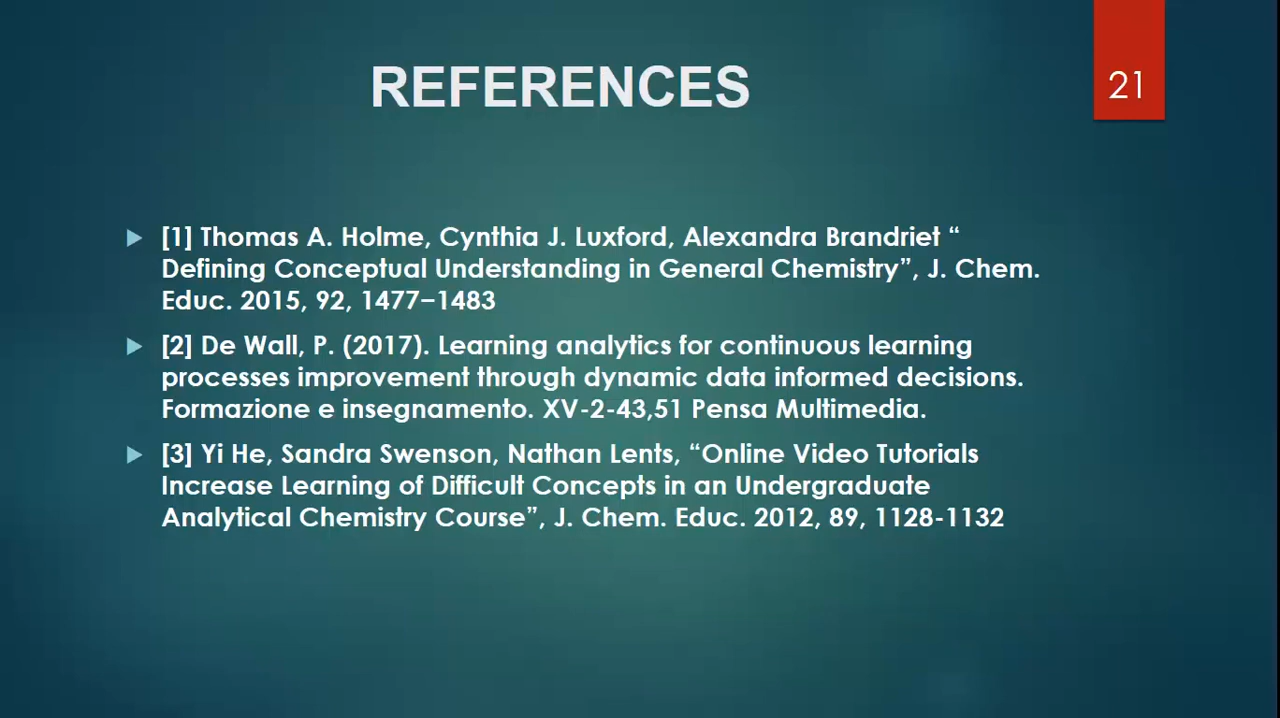 REFERENCES
21
[1] Thomas A. Holme, Cynthia J. Luxford, Alexandra Brandriet “
Defining Conceptual Understanding in General Chemistry”, J. Chem.
Educ. 2015, 92, 1477−1483
[2] De Wall, P. (2017). Learning analytics for continuous learning
processes improvement through dynamic data informed decisions.
Formazione e insegnamento. XV-2-43,51 Pensa Multimedia.
[3] Yi He, Sandra Swenson, Nathan Lents, “Online Video Tutorials
Increase Learning of Difficult Concepts in an Undergraduate
Analytical Chemistry Course”, J. Chem. Educ. 2012, 89, 1128-1132